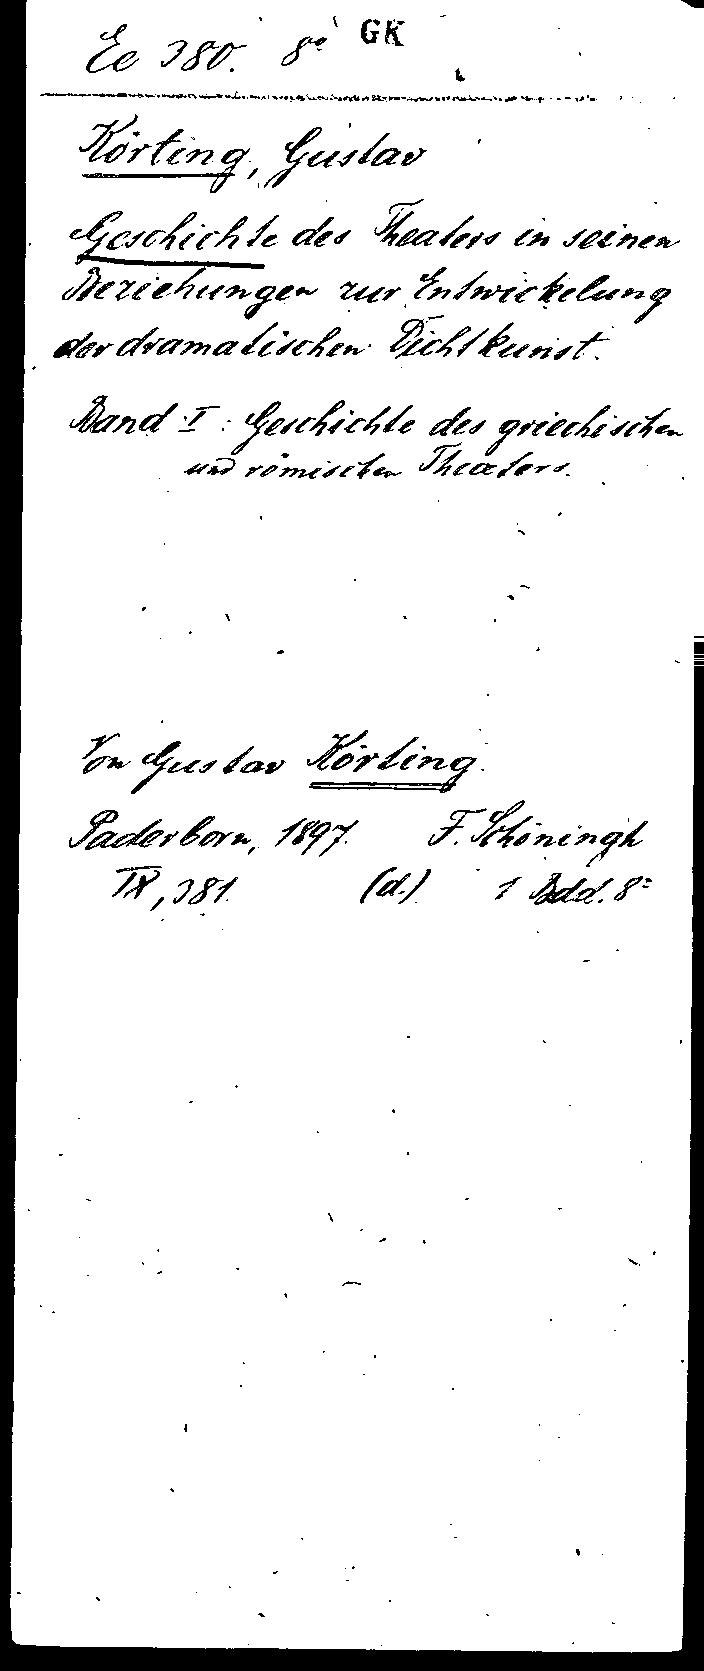 Ee 380. 8° GK
Körting, Gustav
Geschichte des Theaters in seinen
Beziehungen zur Entwickelung
der dramatischen Dichtkunst.
Band I: Geschichte des griechischen
und römischen Theaters.
Von Gustav Körting.
Paderborn, 1897. F. Schöningh
IX, 381. (d.) 1 Bdd. 8°